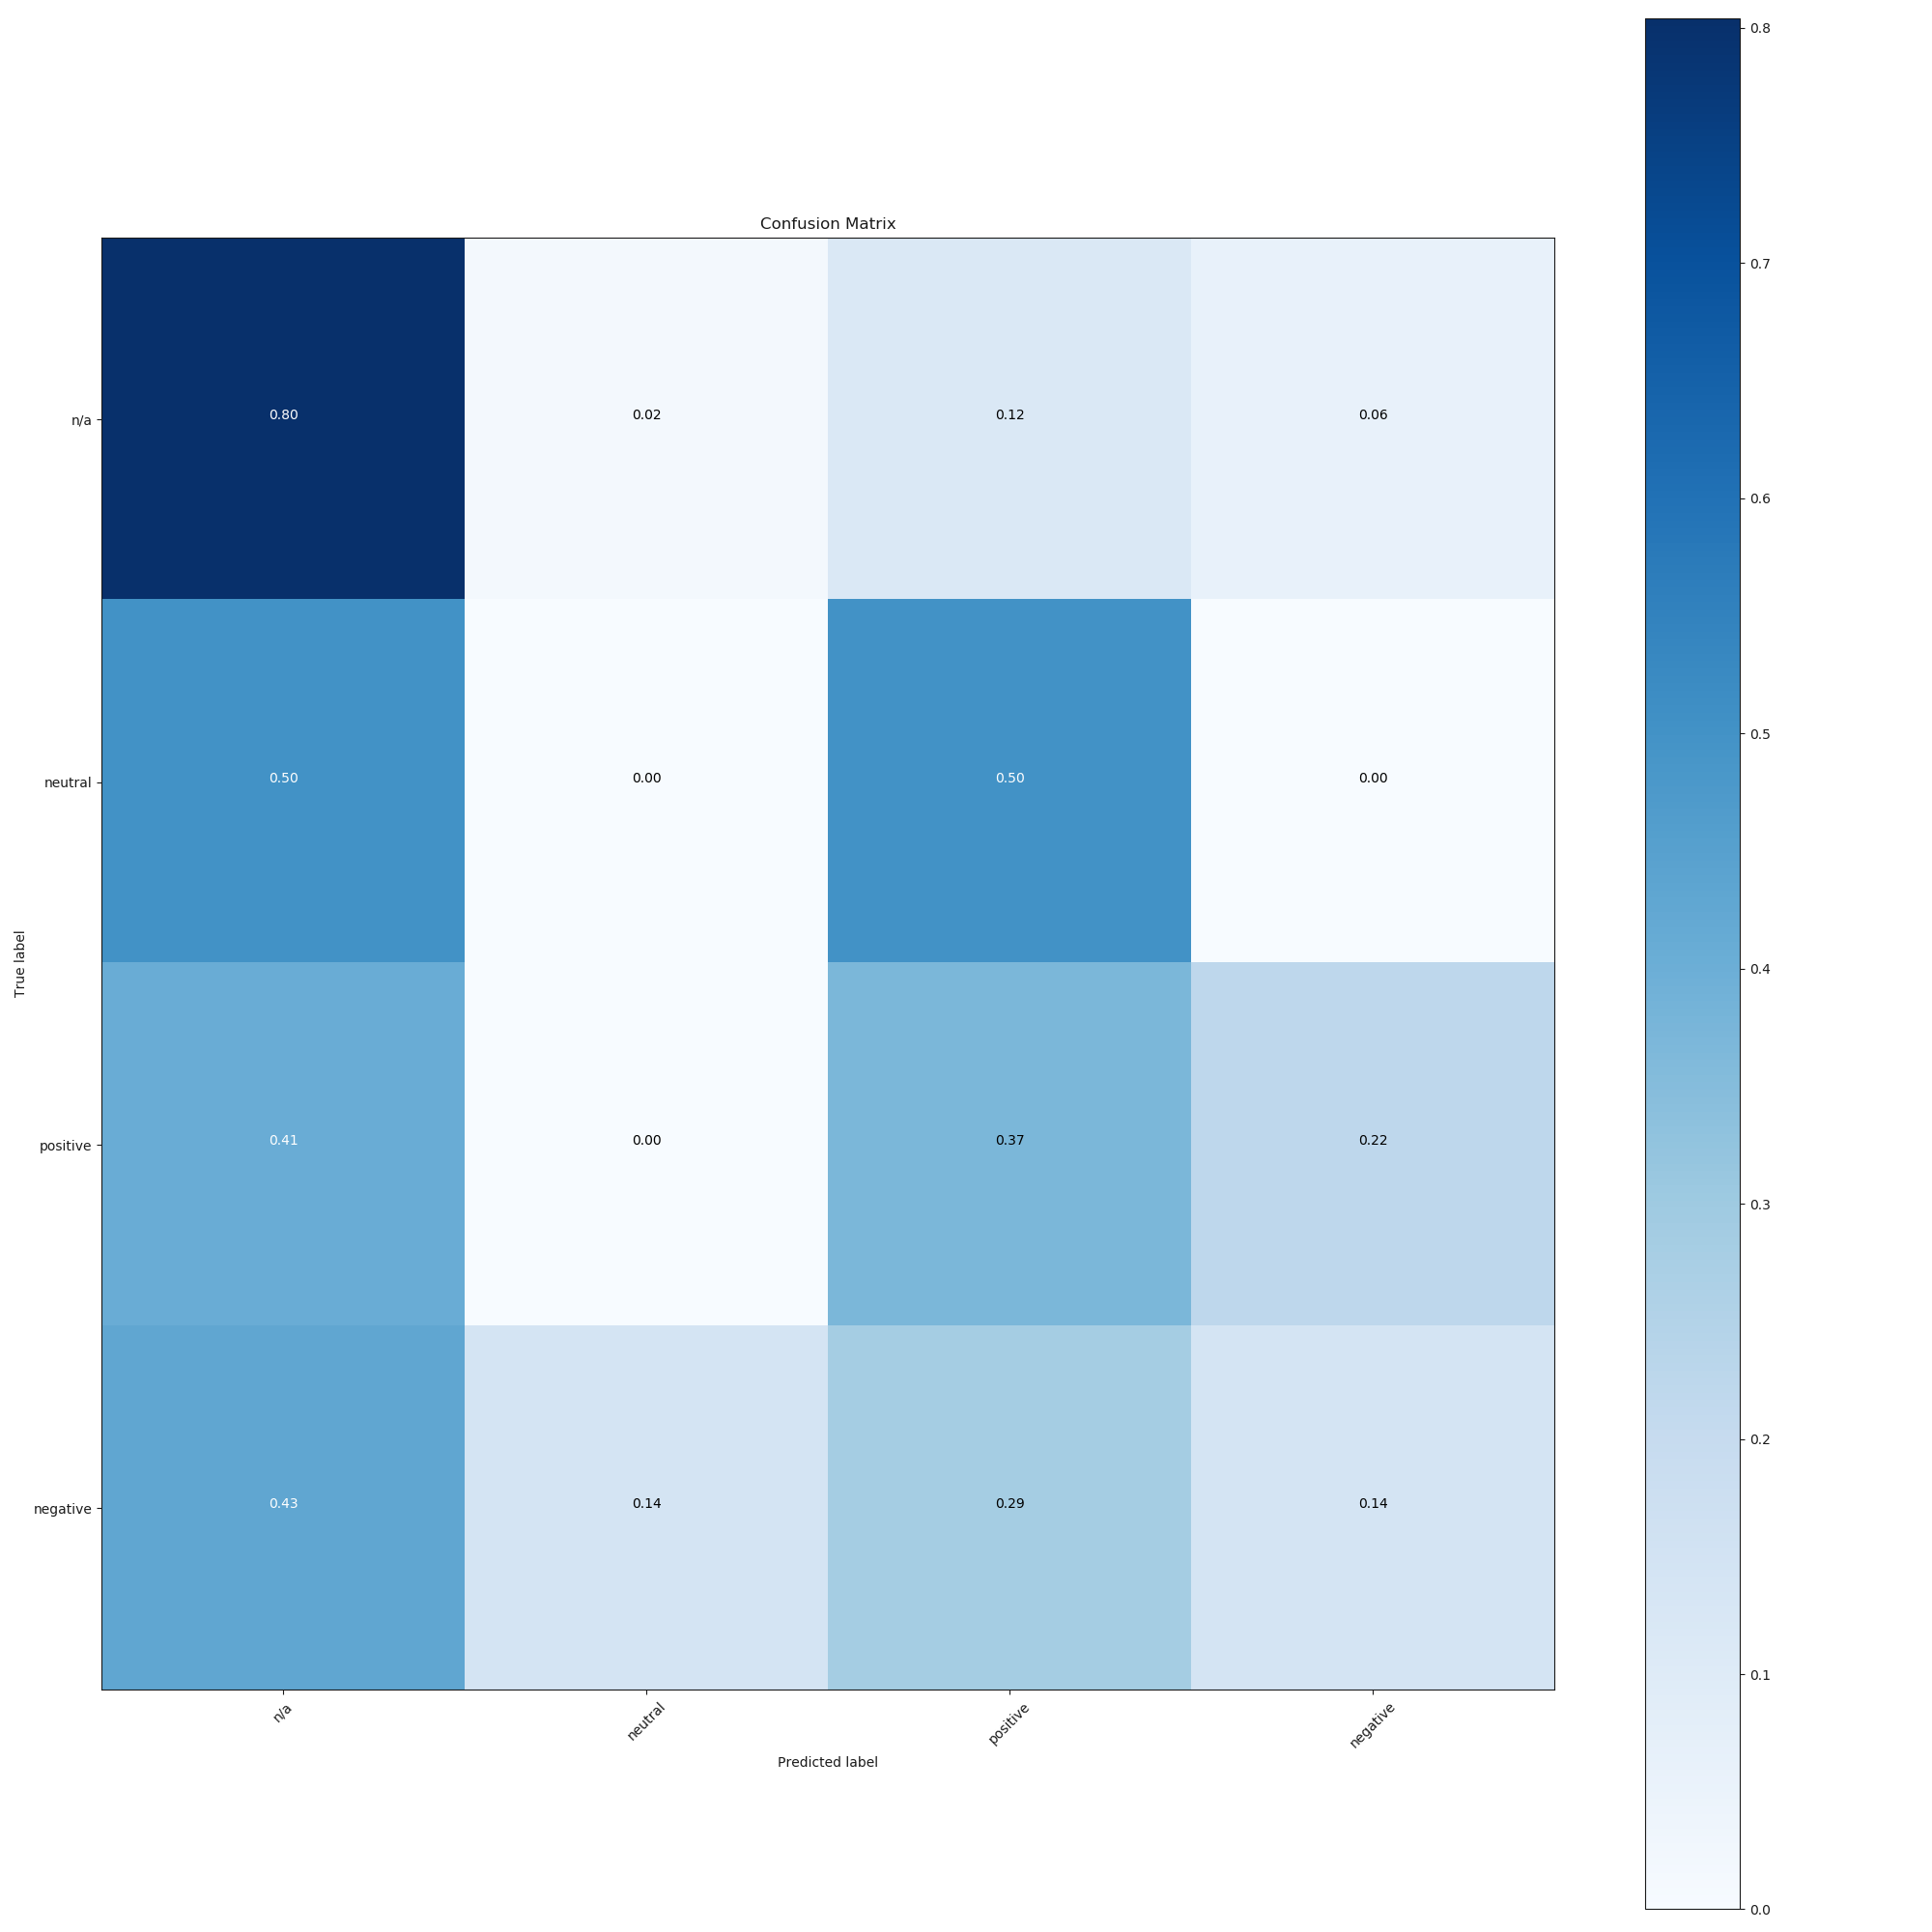 Confusion Matrix
0.8
0.7
0.6
0.5
0.4
0.3
0.2
0.1
0.0
True label
n/a 0.80 0.02 0.12 0.06
neutral 0.50 0.00 0.50 0.00
positive 0.41 0.00 0.37 0.22
negative 0.43 0.14 0.29 0.14
n/a neutral positive negative
Predicted label